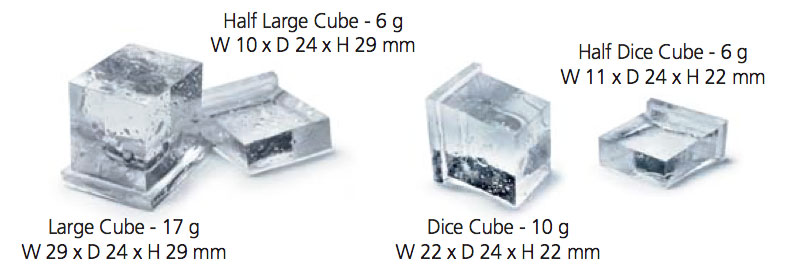 Half Large Cube - 6 g
W 10 x D 24 x H 29 mm
Half Dice Cube - 6 g
W 11 x D 24 x H 22 mm
Large Cube - 17 g
W 29 x D 24 x H 29 mm
Dice Cube - 10 g
W 22 x D 24 x H 22 mm